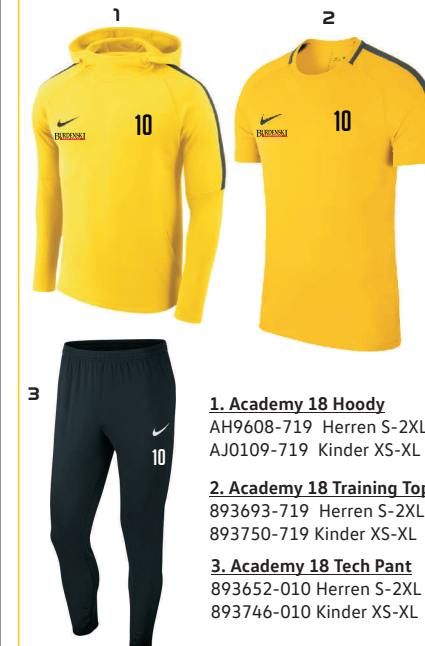 1
2
BURDENSKI
10
BURDENSKI
10
3
10
1. Academy 18 Hoody
AH9608-719 Herren S-2XL
AJ0109-719 Kinder XS-XL
2. Academy 18 Training Top
893693-719 Herren S-2XL
893750-719 Kinder XS-XL
3. Academy 18 Tech Pant
893652-010 Herren S-2XL
893746-010 Kinder XS-XL